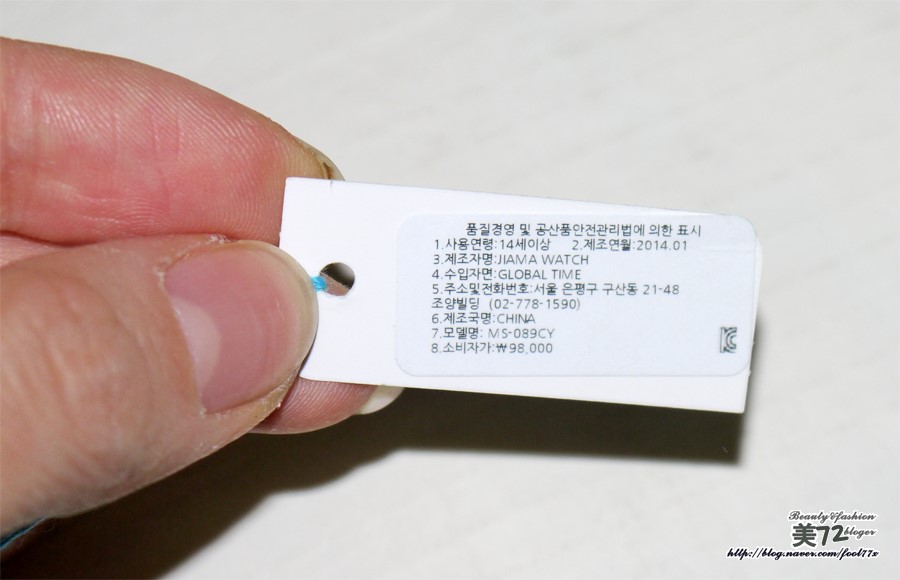 품질경영 및 공산품안전관리법에 의한 표시
1.사용연령:14세이상 2.제조연월:2014.01
3.제조자명:JIAMA WATCH
4.수입자면:GLOBAL TIME
5.주소및전화번호:서울 은평구 구산동 21-48
조양빌딩 (02-778-1590)
6.제조국명:CHINA
7.모델명: MS-089CY
8.소비자가:₩98,000
Beauty&fashion
美72 bloger
http://blog.naver.com/fool77x